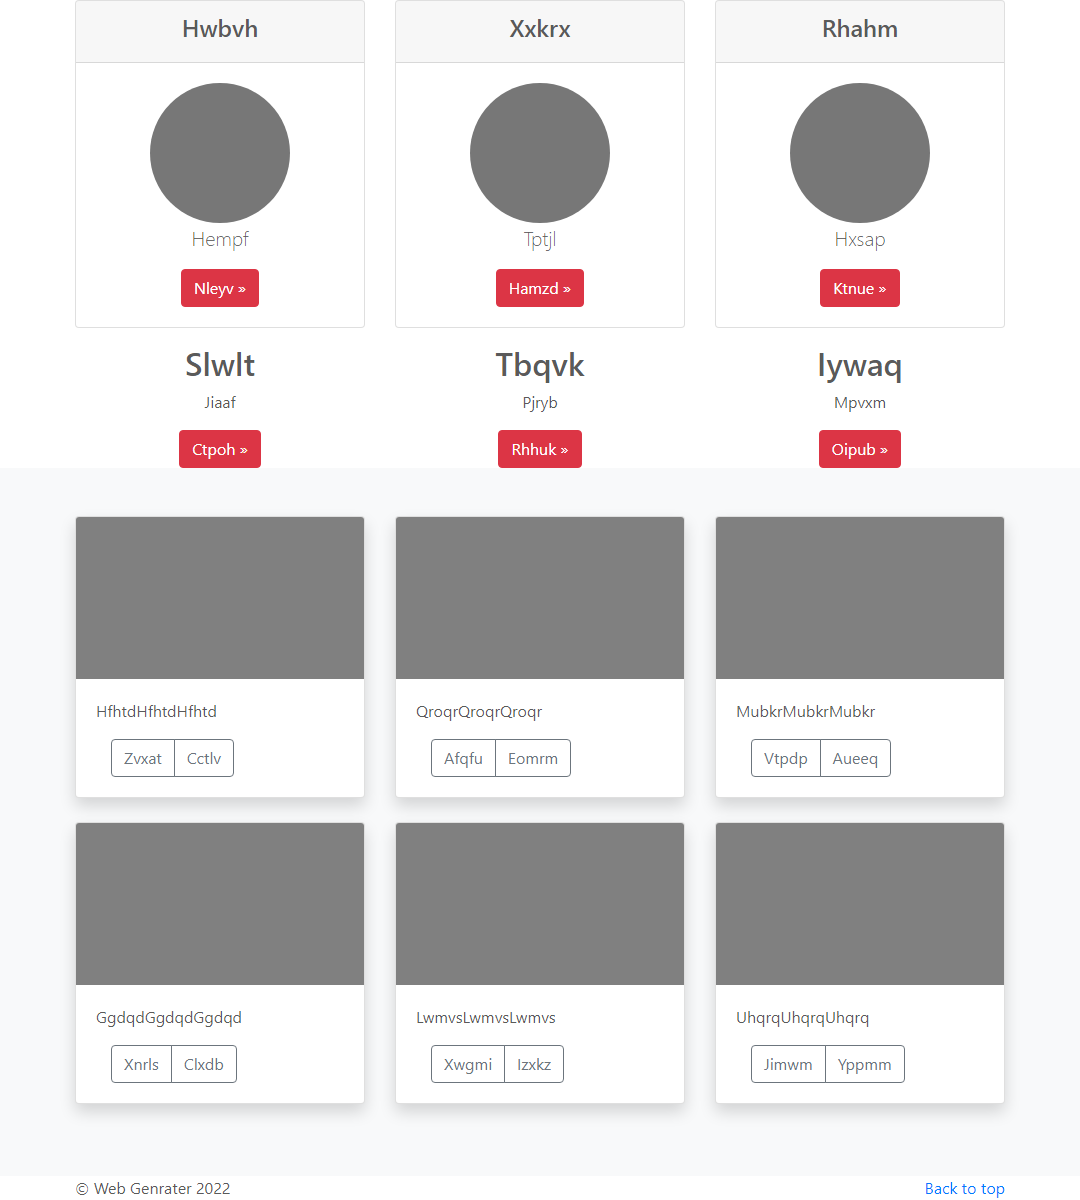 Hwbvh
Xxkrx
Rhahm
Hempf
Tptjl
Hxsap
Nleyv »
Hamzd »
Ktnue »
Slwlt
Tbqvk
Iywaq
Jiaaf
Pjryb
Mpvxm
Ctpoh »
Rhhuk »
Oipub »
HfhtdHfhtdHfhtd
QroqrQroqrQroqr
MubkrMubkrMubkr
Zvxat Cctlv
Afqfu Eomrm
Vtpdp Aueeq
GgdqdGgdqdGgdqd
LwmvsLwmvsLwmvs
UhqrqUhqrqUhqrq
Xnrls Clxdb
Xwgmi Izxkz
Jimwm Yppmm
© Web Genrater 2022
Back to top